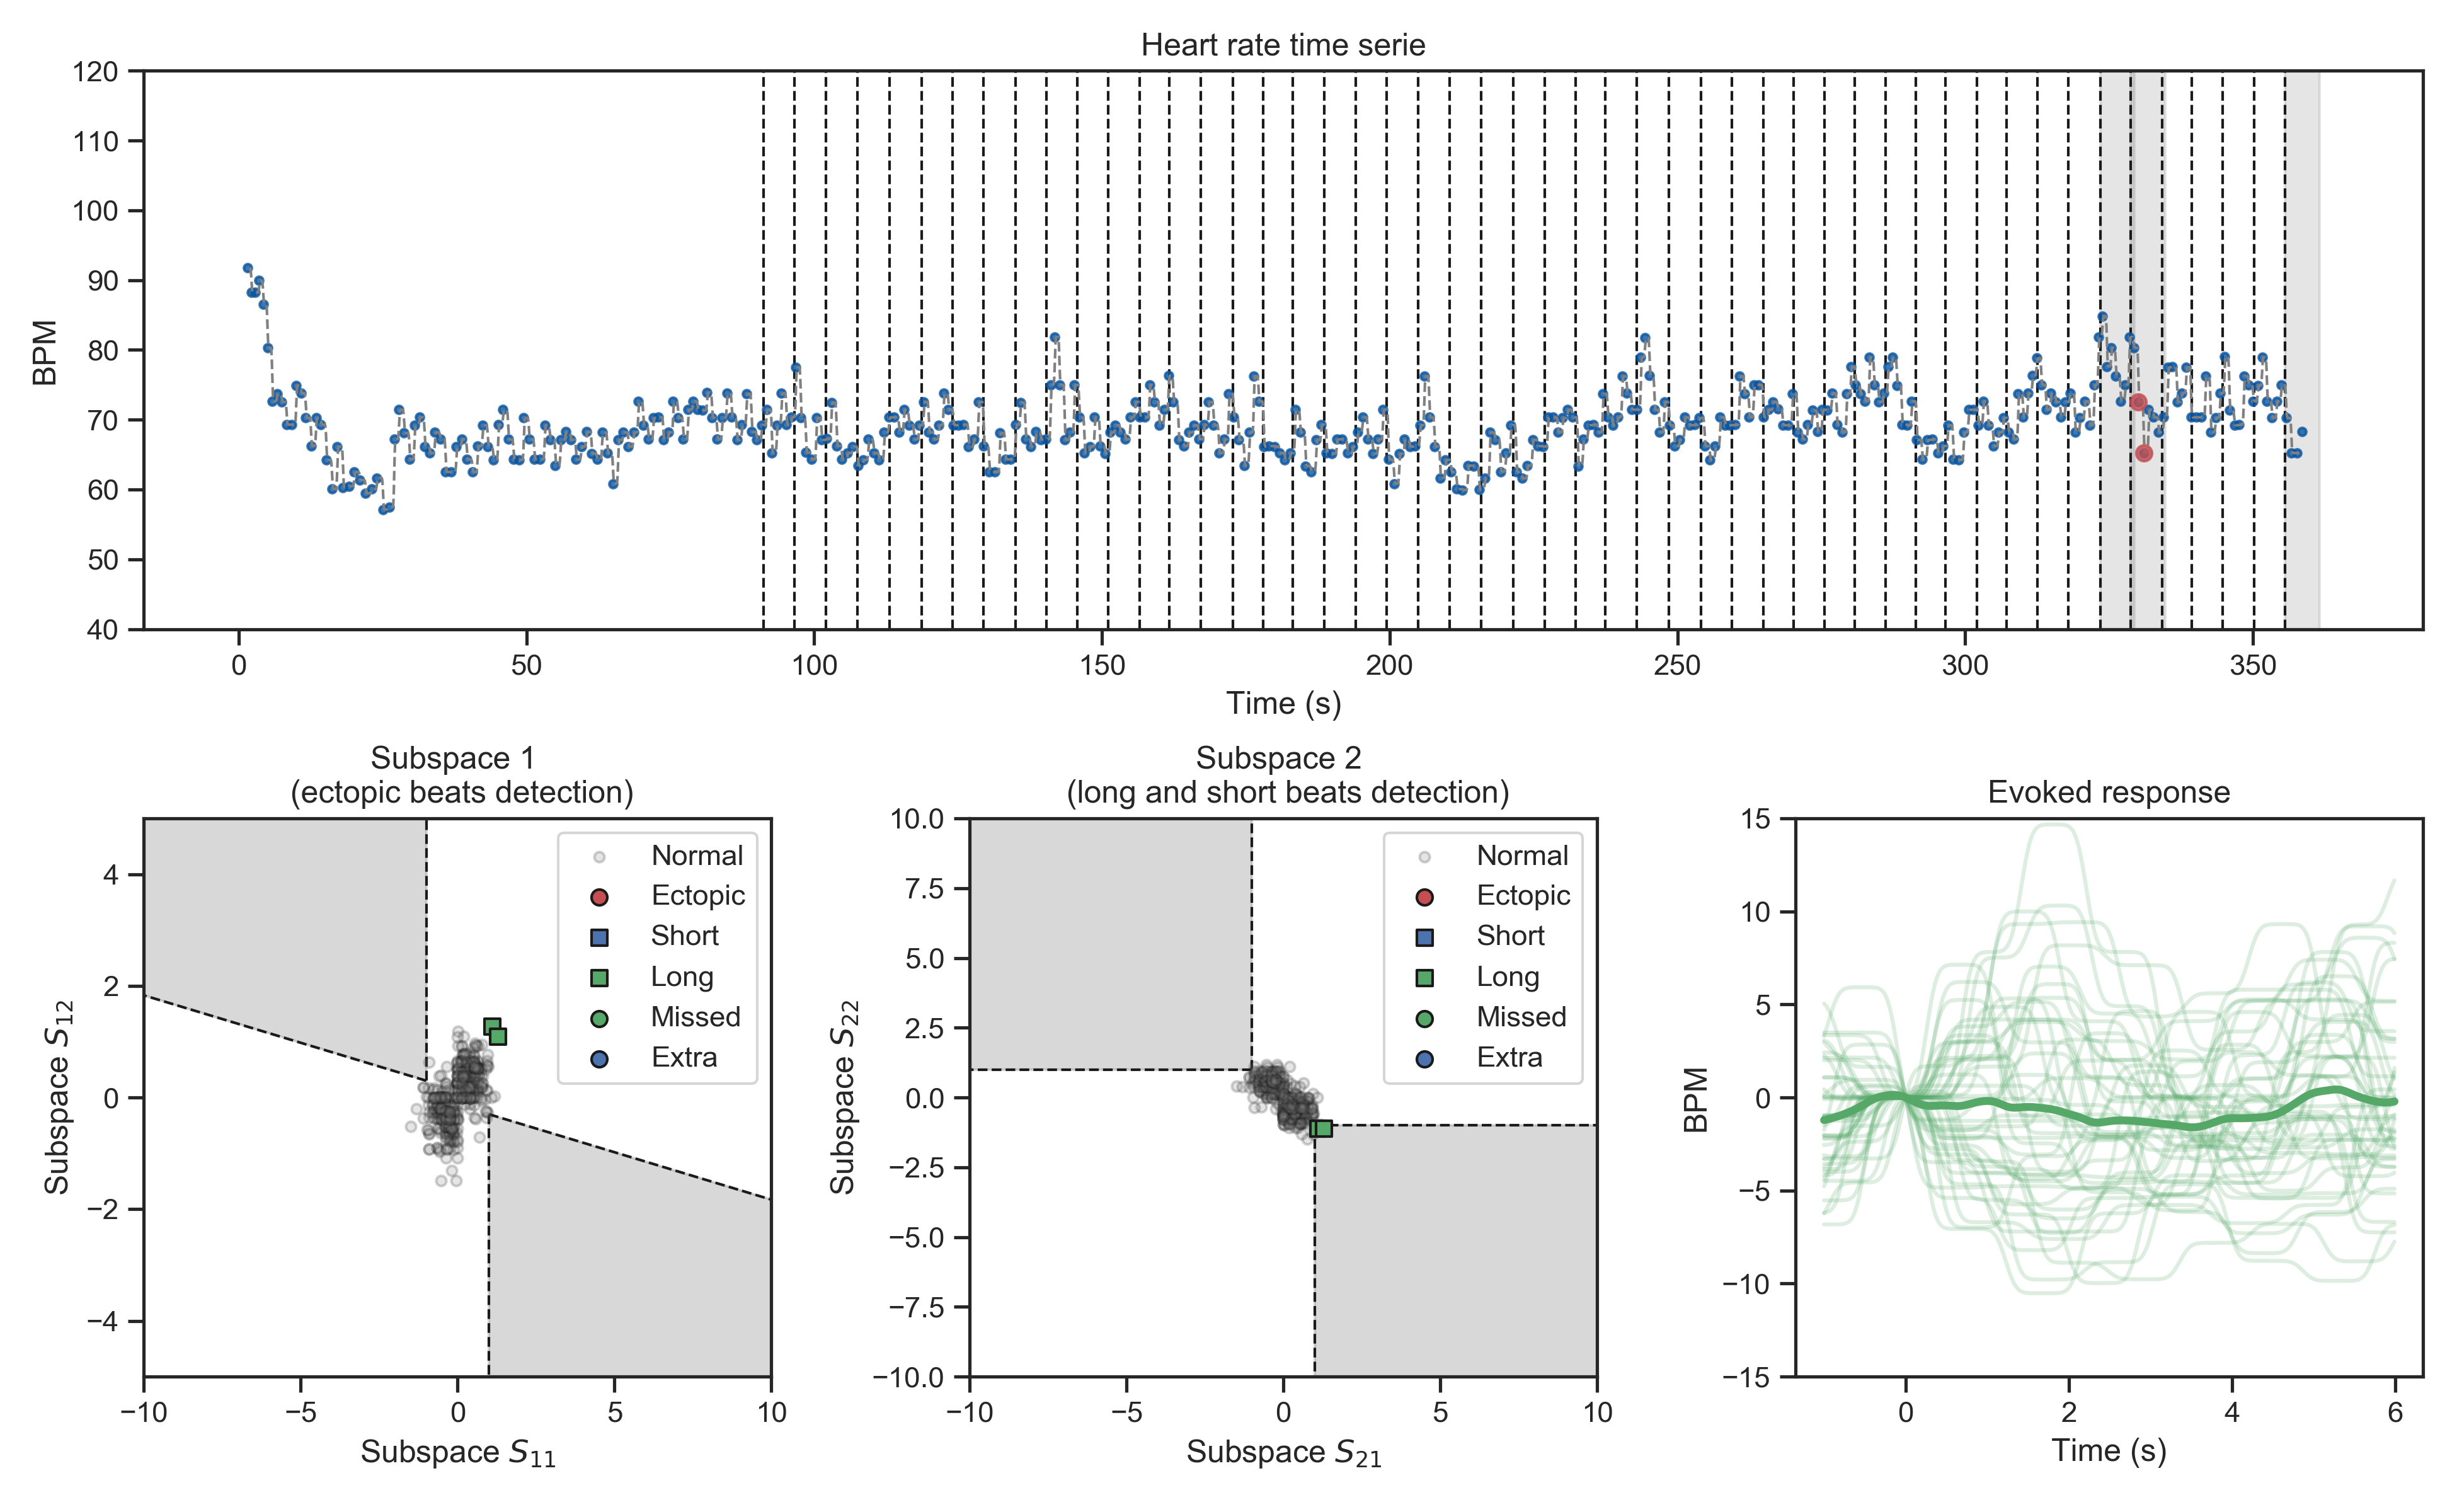 Heart rate time serie
120
110
100
90
80
70
60
50
40
BPM
0 50 100 150 200 250 300 350
Time (s)
Subspace 1
(ectopic beats detection)
4
2
0
−2
−4
Subspace S12
Normal
Ectopic
Short
Long
Missed
Extra
−10 −5 0 5 10
Subspace S11
Subspace 2
(long and short beats detection)
10.0
7.5
5.0
2.5
0.0
−2.5
−5.0
−7.5
−10.0
Subspace S22
Normal
Ectopic
Short
Long
Missed
Extra
−10 −5 0 5 10
Subspace S21
Evoked response
15
10
5
0
−5
−10
−15
BPM
0 2 4 6
Time (s)